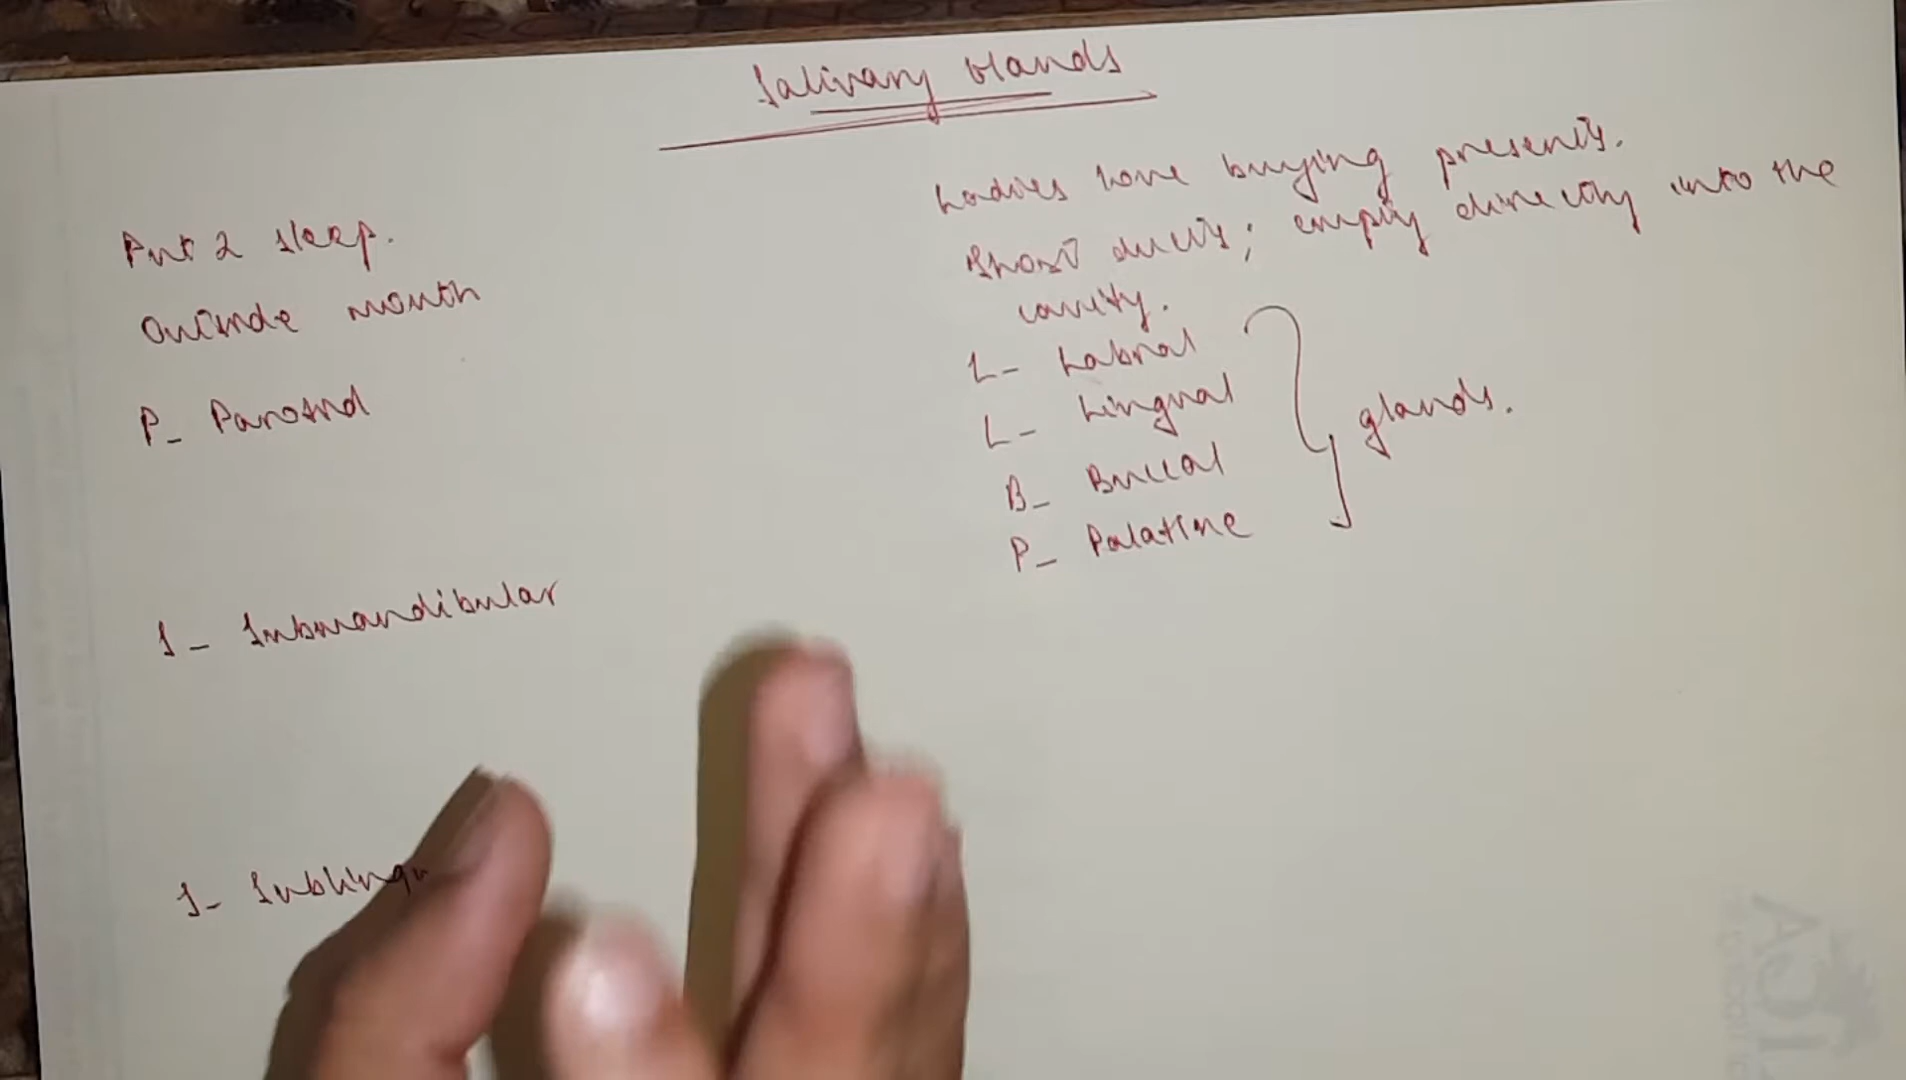 Salivary Glands
Put 2 sleep.
Outside mouth
P- Parotid
S- Submandibular
S- Subling
Ladies love buying presents.
Short ducts; empty directly into the
cavity.
L- Labial
L- Lingual
B- Buccal
P- Palatine
glands.